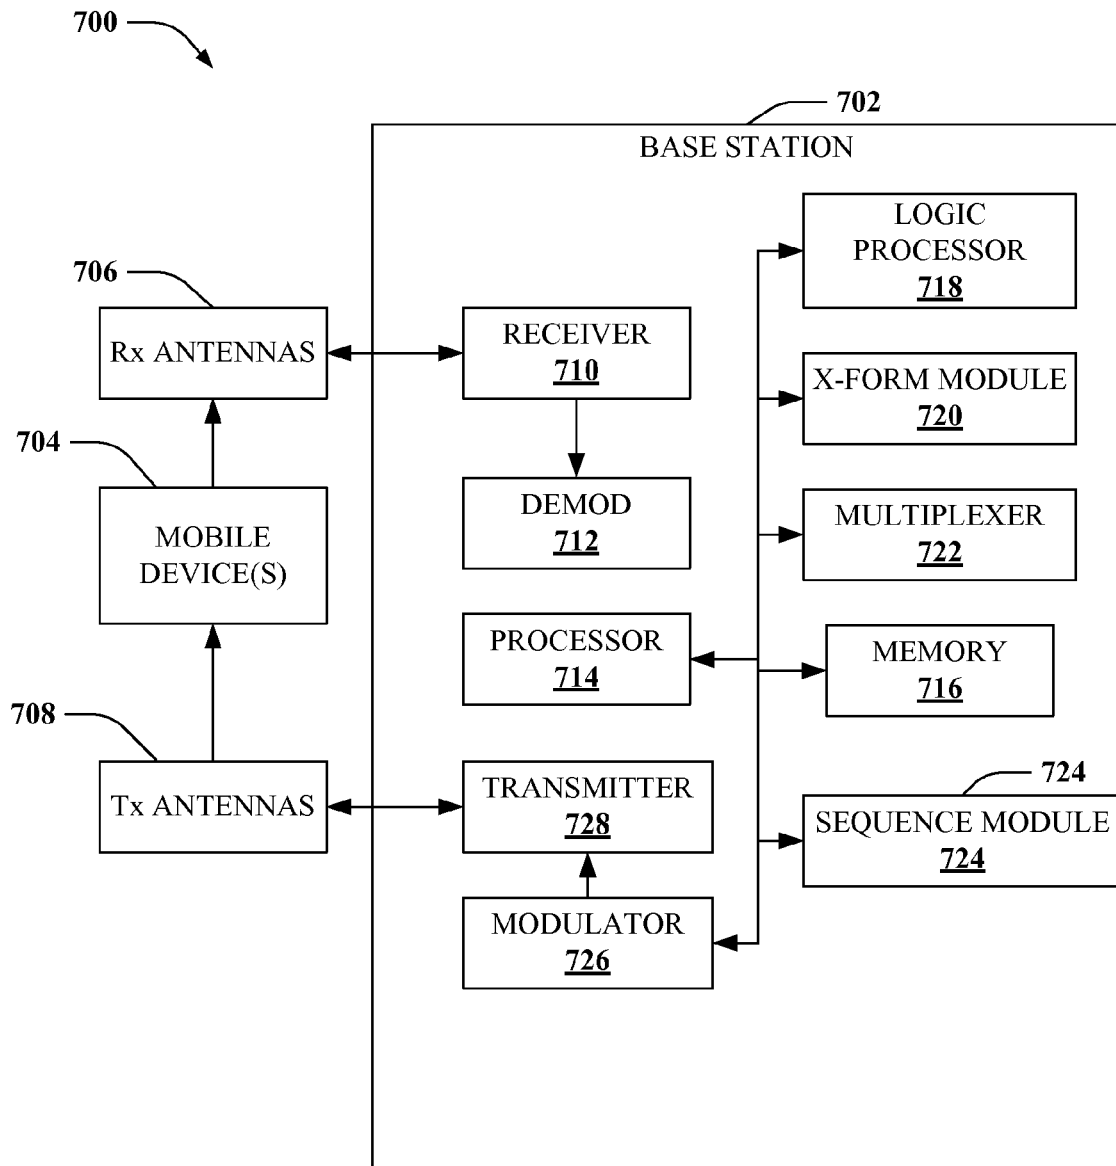 700
702
BASE STATION
LOGIC
PROCESSOR
718
706
Rx ANTENNAS
RECEIVER
710
X-FORM MODULE
720
704
MOBILE
DEVICE(S)
DEMOD
712
MULTIPLEXER
722
PROCESSOR
714
MEMORY
716
708
Tx ANTENNAS
TRANSMITTER
728
724
SEQUENCE MODULE
724
MODULATOR
726